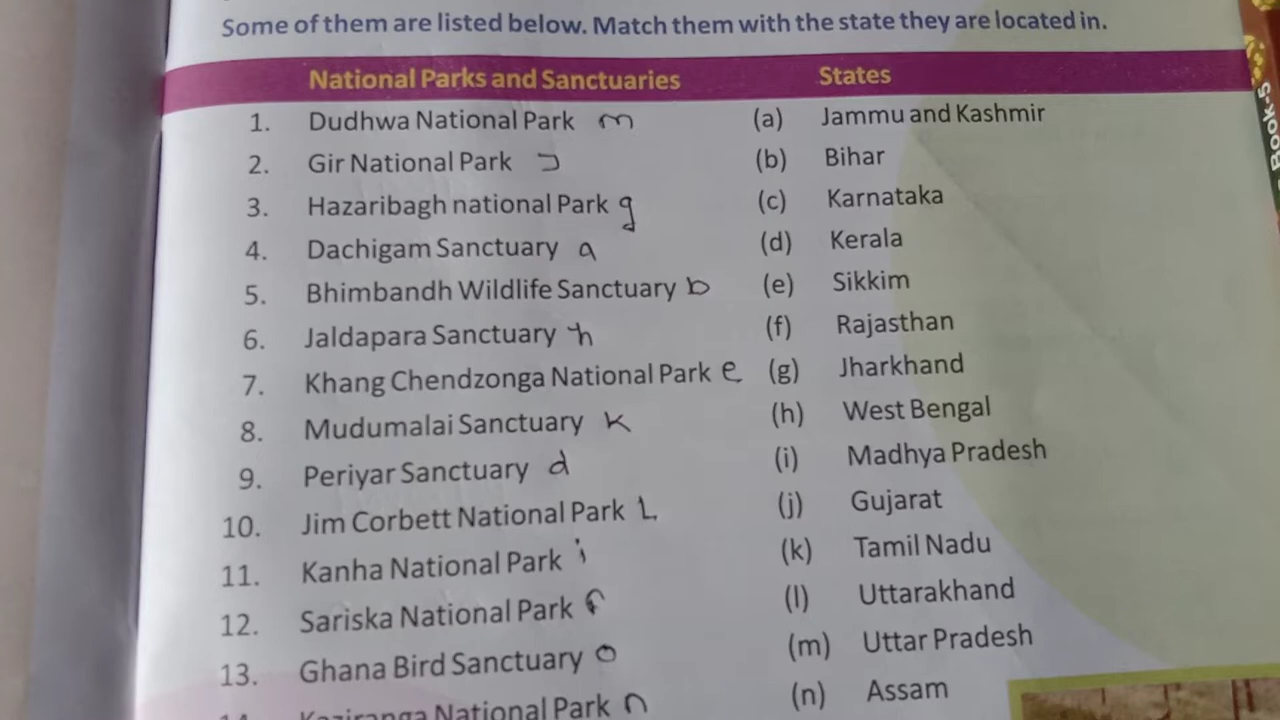 Some of them are listed below. Match them with the state they are located in.
National Parks and Sanctuaries States
1. Dudhwa National Park m (a) Jammu and Kashmir
2. Gir National Park J (b) Bihar
3. Hazaribagh national Park g (c) Karnataka
4. Dachigam Sanctuary a (d) Kerala
5. Bhimbandh Wildlife Sanctuary b (e) Sikkim
6. Jaldapara Sanctuary h (f) Rajasthan
7. Khang Chendzonga National Park e (g) Jharkhand
8. Mudumalai Sanctuary K (h) West Bengal
9. Periyar Sanctuary d (i) Madhya Pradesh
10. Jim Corbett National Park L (j) Gujarat
11. Kanha National Park i (k) Tamil Nadu
12. Sariska National Park f (l) Uttarakhand
13. Ghana Bird Sanctuary o (m) Uttar Pradesh
14. Kaziranga National Park n (n) Assam
Book-5